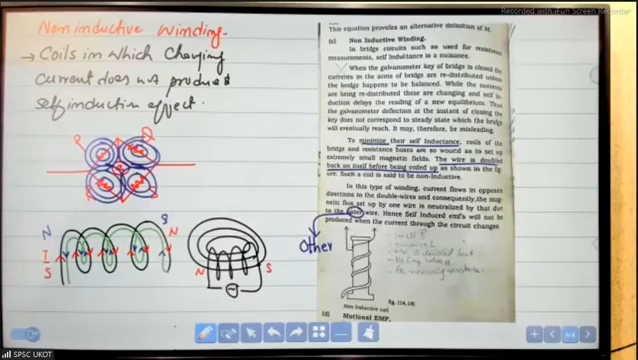 Recorded with iFun Screen Recorder
Non inductive Winding-
→ Coils in which Changing
current does not produce
self induction effect.
P
Q
N
S
N
I
S
N
S
This equation provides an alternative definition of M.
(c) Non Inductive Winding.
In bridge circuits such as used for resistance
measurements, self inductance is a nuisance.
When the galvanometer key of bridge is closed the
currents in the arms of bridge are re-distributed unless
the bridge happens to be balanced. While the currents
are being re-distributed these are changing and self in-
duction delays the reading of a new equilibrium. Thus
the galvanometer deflection at the instant of closing the
key does not correspond to steady state which the bridge
will eventually reach. It may, therefore, be misleading.
To minimize their self inductance, coils of the
bridge and resistance boxes are so wound as to set up
extremely small magnetic fields. The wire is doubled
back on itself before being coiled up as shown in the fig-
ure. Such a coil is said to be non-inductive.
In this type of winding, current flows in opposite
directions in the double-wires and consequently, the mag-
netic flux set up by one wire is neutralized by that due
to the outer wire. Hence Self Induced emf's will not be
produced when the current through the circuit changes
Other
fig. (14.18)
Non inductive coil
(d) Motional EMF.
SPSC UKOT